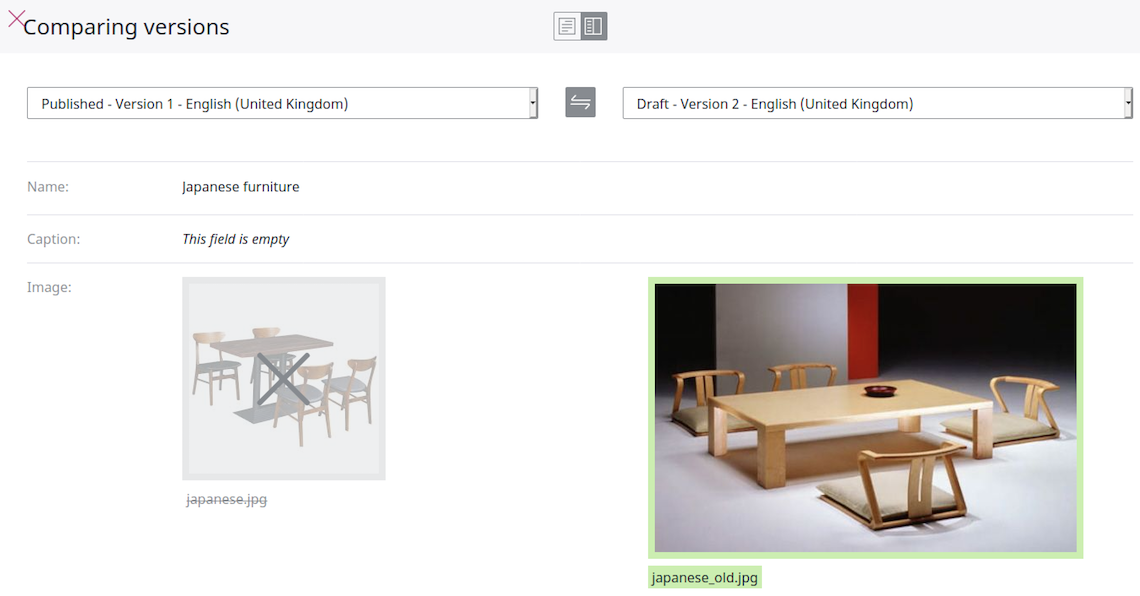 Comparing versions
Published - Version 1 - English (United Kingdom)
Draft - Version 2 - English (United Kingdom)
Name:
Japanese furniture
Caption:
This field is empty
Image:
japanese.jpg
japanese_old.jpg